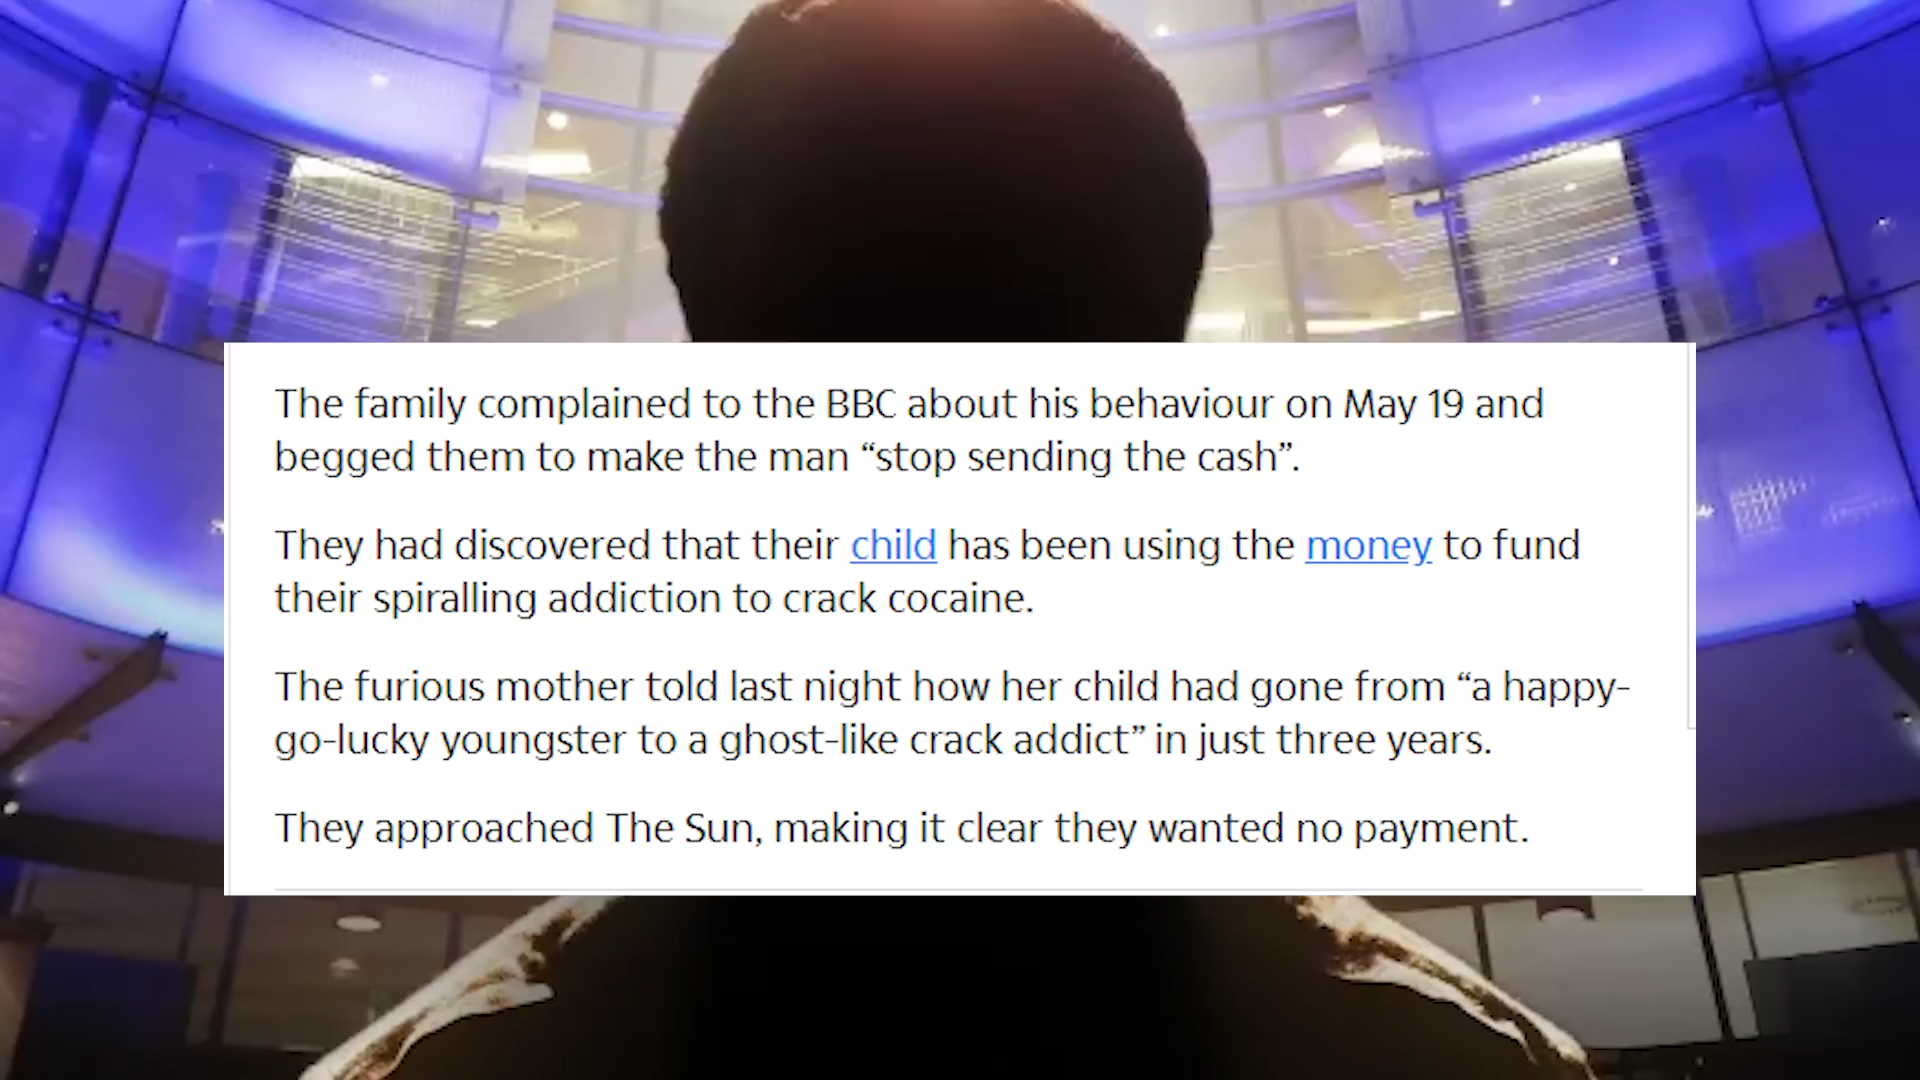 The family complained to the BBC about his behaviour on May 19 and
begged them to make the man “stop sending the cash”.
They had discovered that their child has been using the money to fund
their spiralling addiction to crack cocaine.
The furious mother told last night how her child had gone from “a happy-
go-lucky youngster to a ghost-like crack addict” in just three years.
They approached The Sun, making it clear they wanted no payment.